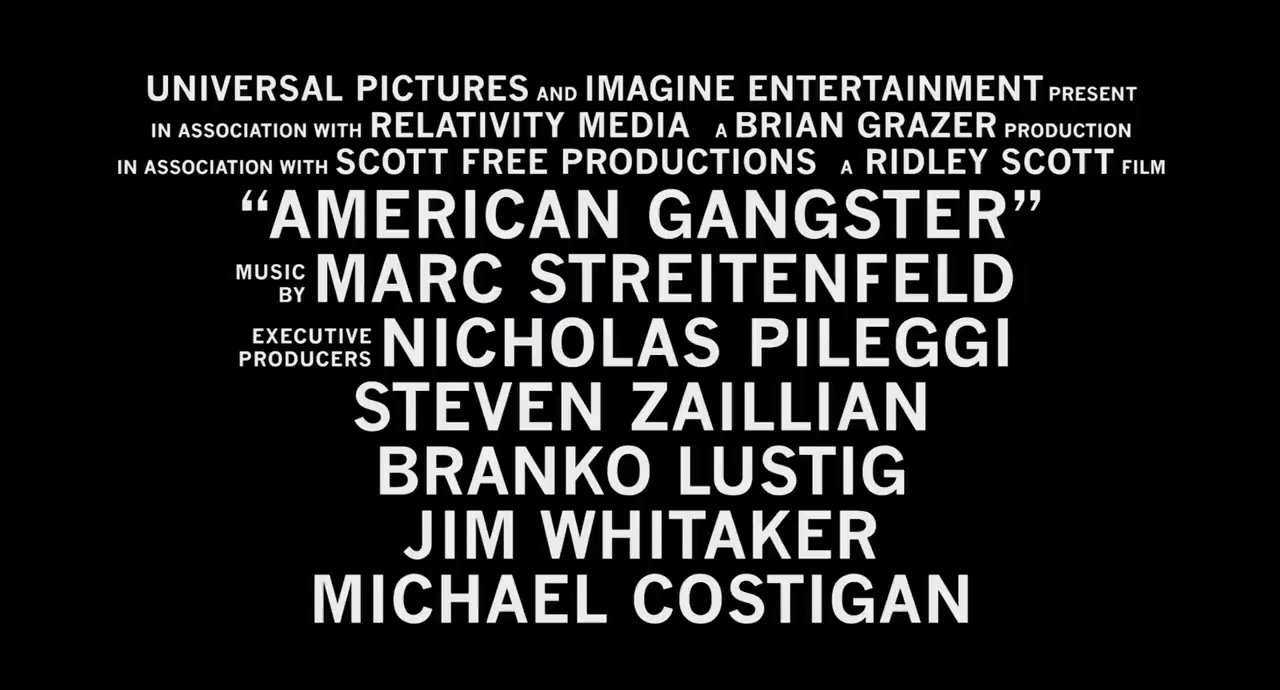 UNIVERSAL PICTURES AND IMAGINE ENTERTAINMENT PRESENT
IN ASSOCIATION WITH RELATIVITY MEDIA A BRIAN GRAZER PRODUCTION
IN ASSOCIATION WITH SCOTT FREE PRODUCTIONS A RIDLEY SCOTT FILM
“AMERICAN GANGSTER”
MUSIC BY MARC STREITENFELD
EXECUTIVE PRODUCERS NICHOLAS PILEGGI
STEVEN ZAILLIAN
BRANKO LUSTIG
JIM WHITAKER
MICHAEL COSTIGAN